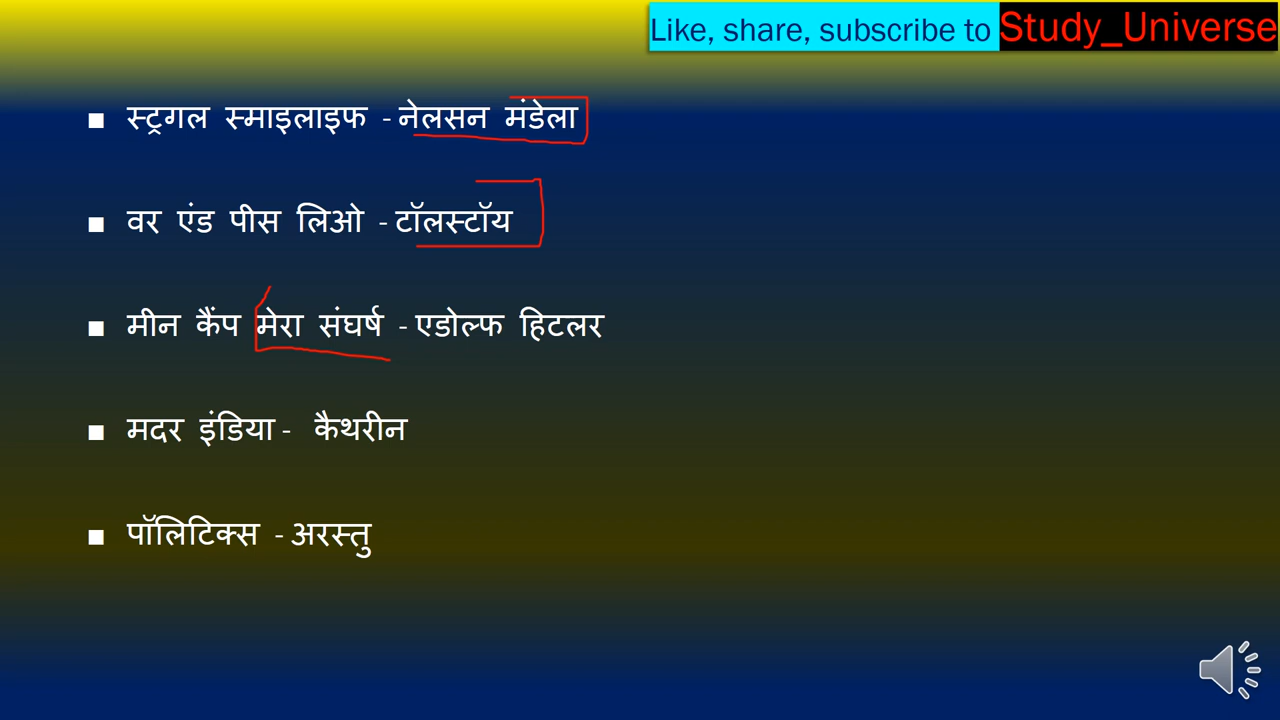 Like, share, subscribe to Study_Universe
▪ स्ट्रगल स्माइलाइफ - नेलसन मंडेला
▪ वर एंड पीस लिओ - टॉलस्टॉय
▪ मीन कैंप मेरा संघर्ष - एडोल्फ हिटलर
▪ मदर इंडिया - कैथरीन
▪ पॉलिटिक्स - अरस्तु